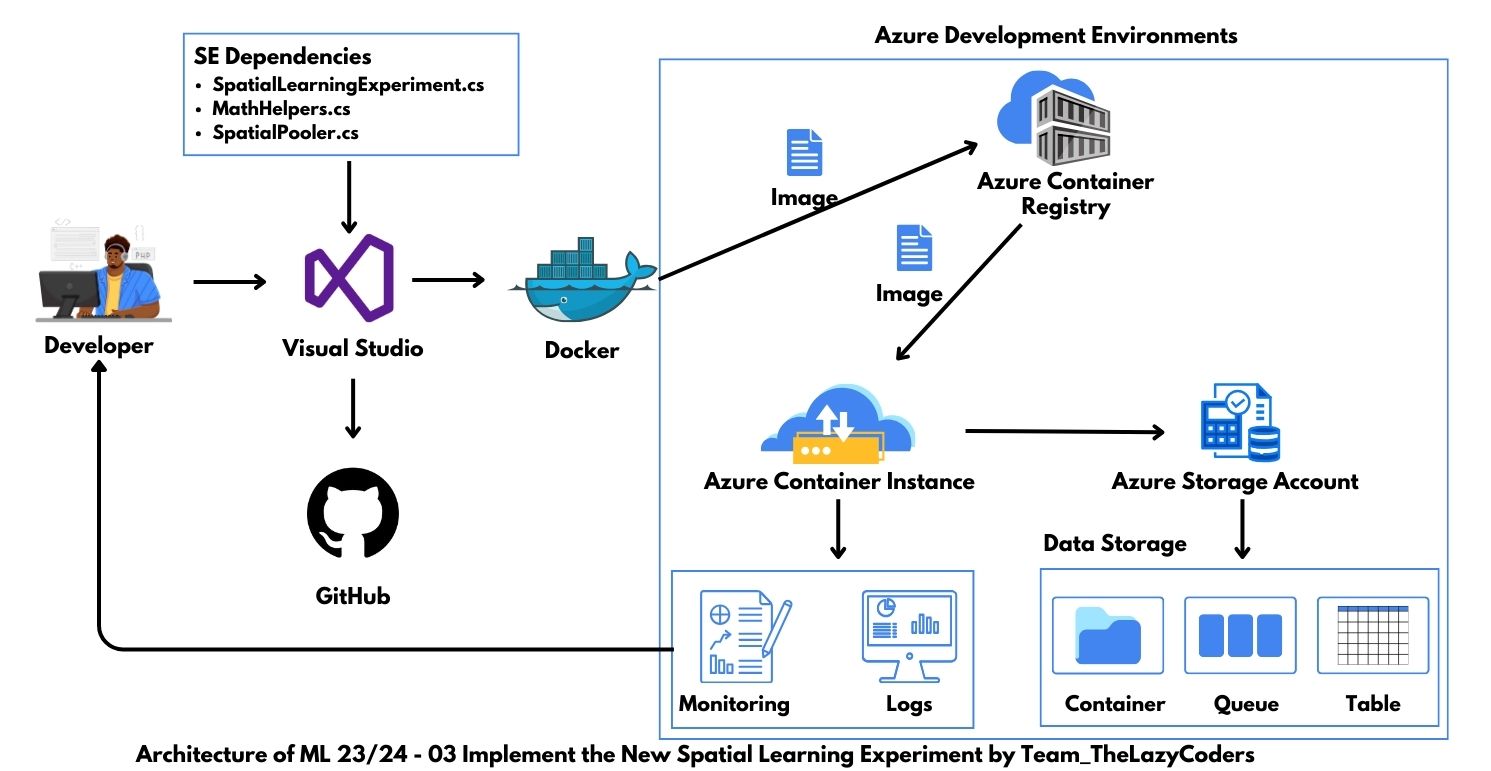 Azure Development Environments
SE Dependencies
• SpatialLearningExperiment.cs
• MathHelpers.cs
• SpatialPooler.cs
Image
Azure Container
Registry
</>
{}
PHP
C++
Image
Developer
Visual Studio
Docker
Azure Container Instance
Azure Storage Account
Data Storage
GitHub
Monitoring
Logs
Container
Queue
Table
Architecture of ML 23/24 - 03 Implement the New Spatial Learning Experiment by Team_TheLazyCoders